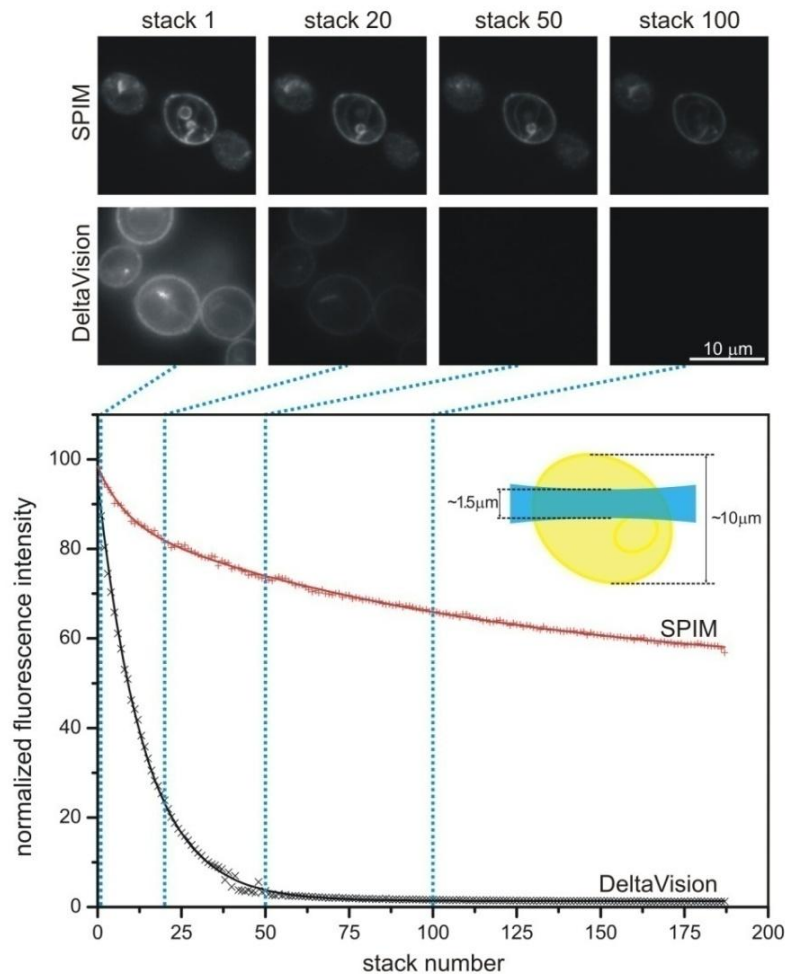 stack 1 stack 20 stack 50 stack 100
SPIM
DeltaVision
10 μm
100
80
60
40
20
0
normalized fluorescence intensity
~1.5μm
~10μm
SPIM
DeltaVision
0 25 50 75 100 125 150 175 200
stack number